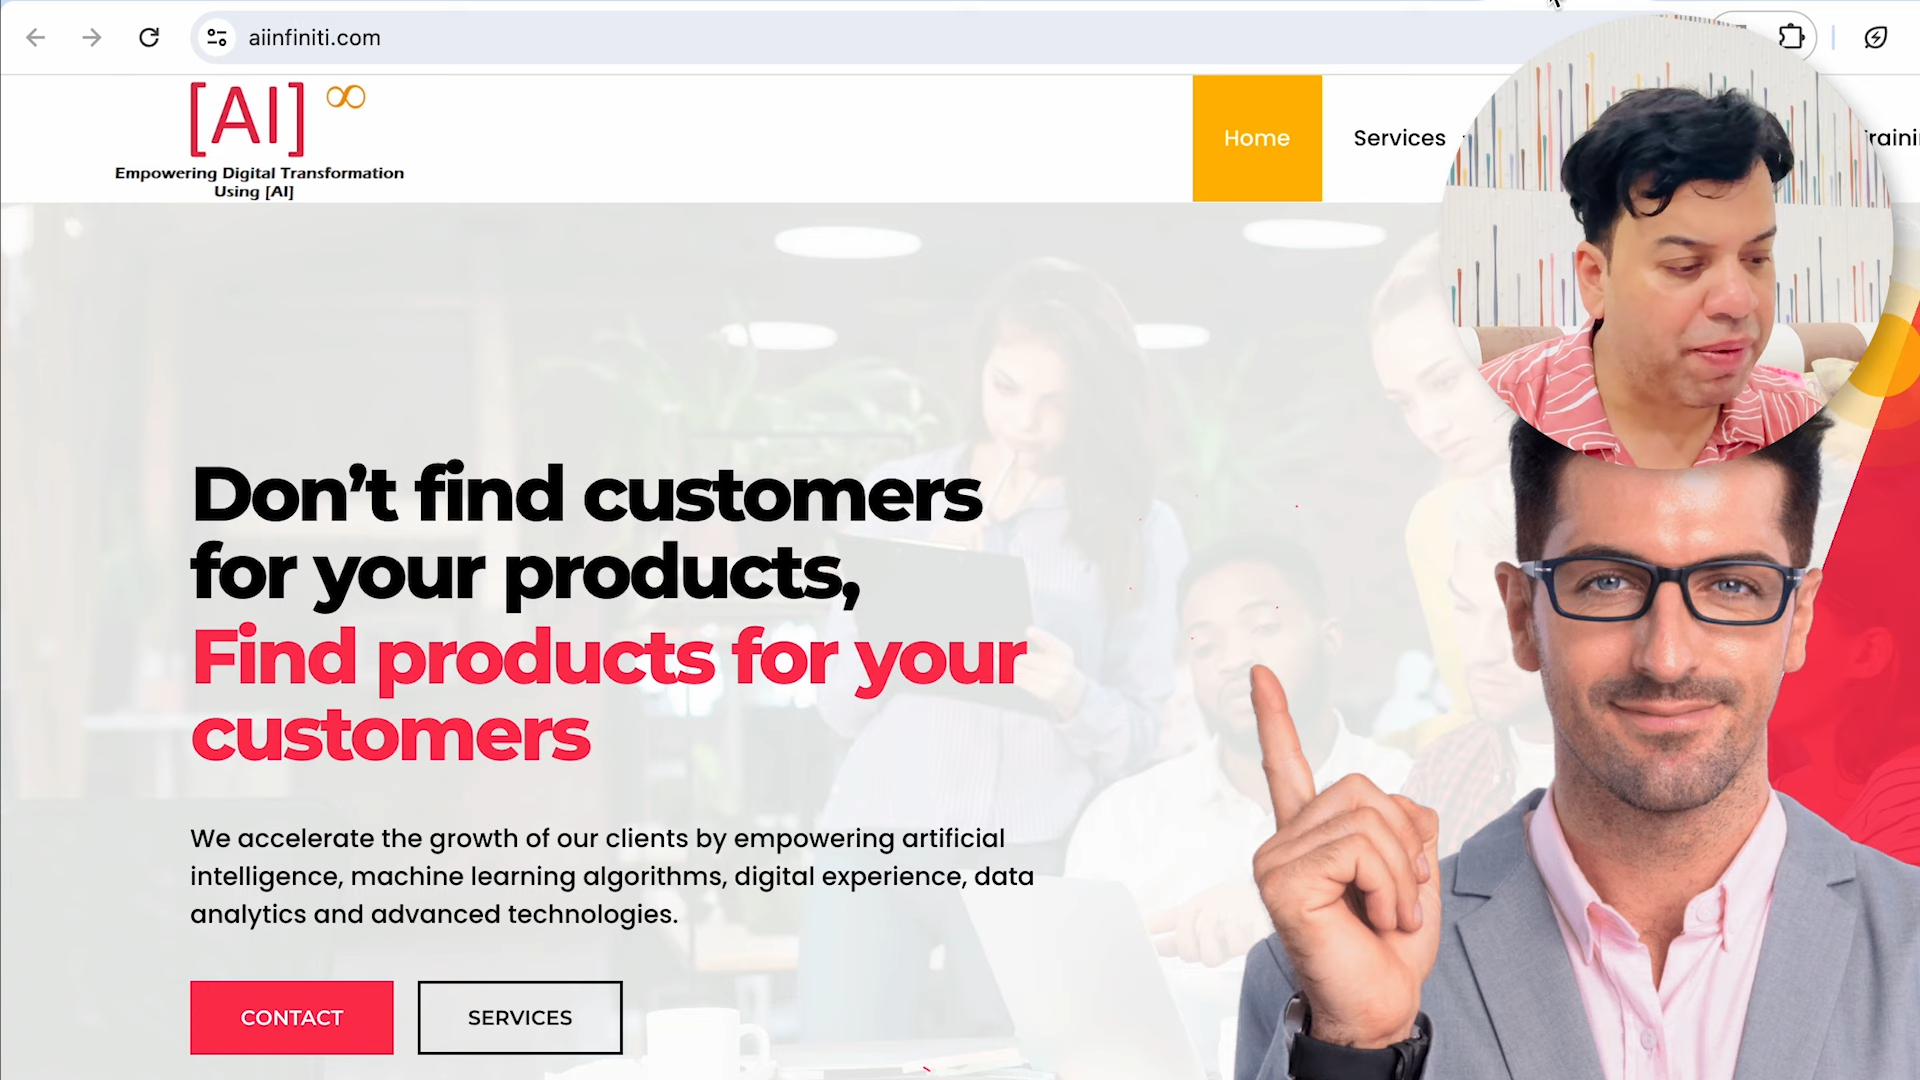 aiinfiniti.com
[AI] ∞
Empowering Digital Transformation
Using [AI]
Home
Services
Don’t find customers
for your products,
Find products for your
customers
We accelerate the growth of our clients by empowering artificial
intelligence, machine learning algorithms, digital experience, data
analytics and advanced technologies.
CONTACT
SERVICES